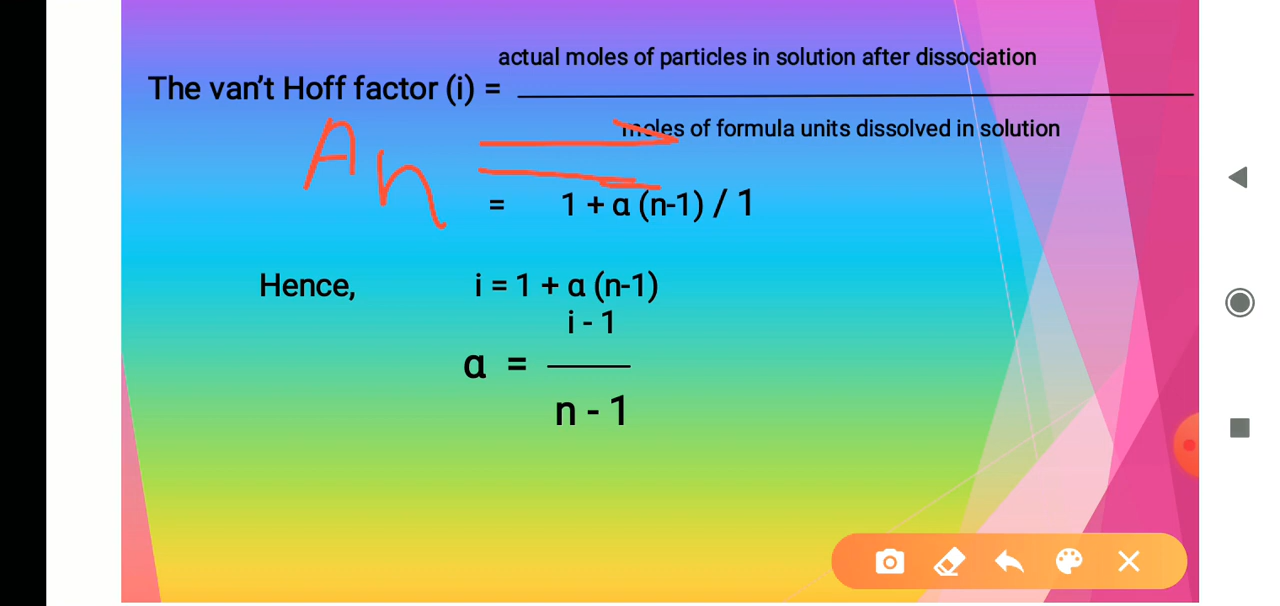 actual moles of particles in solution after dissociation
The van't Hoff factor (i) =
moles of formula units dissolved in solution
An
= 1 + α (n-1) / 1
Hence, i = 1 + α (n-1)
i - 1
α =
n - 1